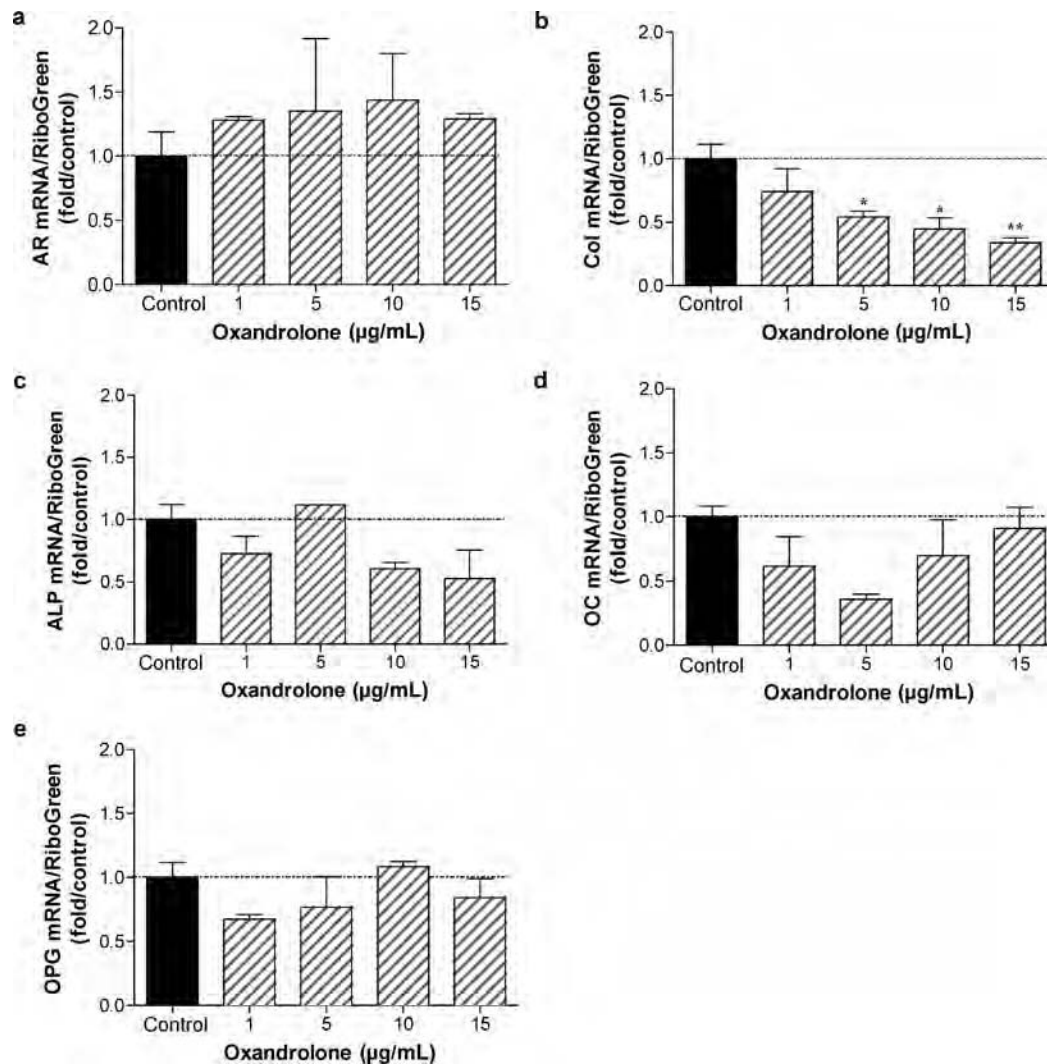 a
AR mRNA/RiboGreen
(fold/control)
2.0
1.5
1.0
0.5
0.0
Control 1 5 10 15
Oxandrolone (µg/mL)
b
Col mRNA/RiboGreen
(fold/control)
2.0
1.5
1.0
0.5
0.0
* * **
Control 1 5 10 15
Oxandrolone (µg/mL)
c
ALP mRNA/RiboGreen
(fold/control)
2.0
1.5
1.0
0.5
0.0
Control 1 5 10 15
Oxandrolone (µg/mL)
d
OC mRNA/RiboGreen
(fold/control)
2.0
1.5
1.0
0.5
0.0
Control 1 5 10 15
Oxandrolone (µg/mL)
e
OPG mRNA/RiboGreen
(fold/control)
2.0
1.5
1.0
0.5
0.0
Control 1 5 10 15
Oxandrolone (µg/mL)